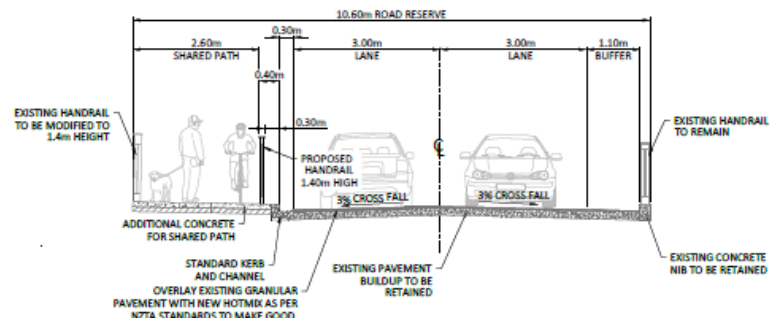 10.60m ROAD RESERVE
0.30m
2.60m
SHARED PATH
3.00m
LANE
3.00m
LANE
1.10m
BUFFER
0.40m
0.30m
EXISTING HANDRAIL
TO BE MODIFIED TO
1.4m HEIGHT
EXISTING HANDRAIL
TO REMAIN
PROPOSED
HANDRAIL
1.40m HIGH
3% CROSS FALL
3% CROSS FALL
ADDITIONAL CONCRETE
FOR SHARED PATH
STANDARD KERB
AND CHANNEL
EXISTING PAVEMENT
BUILDUP TO BE
RETAINED
EXISTING CONCRETE
NIB TO BE RETAINED
OVERLAY EXISTING GRANULAR
PAVEMENT WITH NEW HOTMIX AS PER
NZTA STANDARDS TO MAKE GOOD